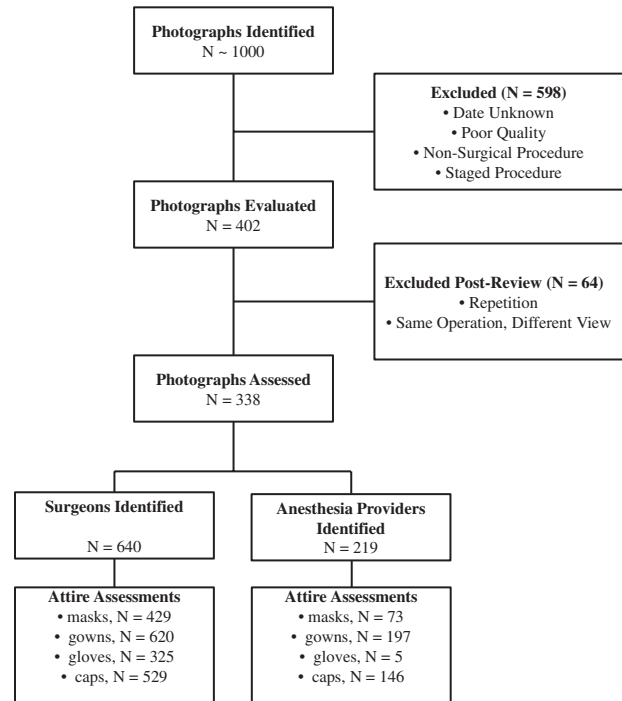 Photographs Identified
N ~ 1000
Excluded (N = 598)
• Date Unknown
• Poor Quality
• Non-Surgical Procedure
• Staged Procedure
Photographs Evaluated
N = 402
Excluded Post-Review (N = 64)
• Repetition
• Same Operation, Different View
Photographs Assessed
N = 338
Surgeons Identified
N = 640
Anesthesia Providers
Identified
N = 219
Attire Assessments
• masks, N = 429
• gowns, N = 620
• gloves, N = 325
• caps, N = 529
Attire Assessments
• masks, N = 73
• gowns, N = 197
• gloves, N = 5
• caps, N = 146